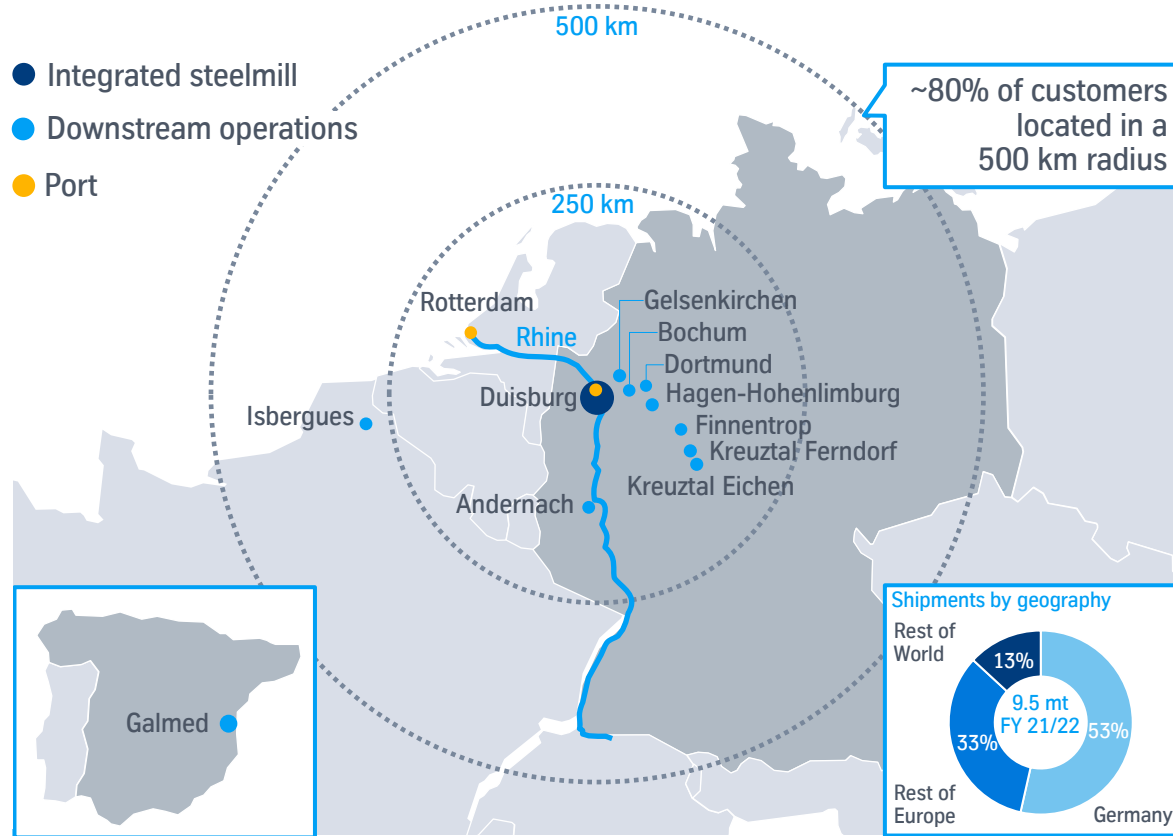 500 km
Integrated steelmill
Downstream operations
Port
~80% of customers
located in a
500 km radius
250 km
Rotterdam
Rhine
Gelsenkirchen
Bochum
Dortmund
Duisburg
Hagen-Hohenlimburg
Isbergues
Finnentrop
Kreuztal Ferndorf
Kreuztal Eichen
Andernach
Galmed
Shipments by geography
Rest of
World
13%
9.5 mt
FY 21/22
53%
33%
Rest of
Europe
Germany